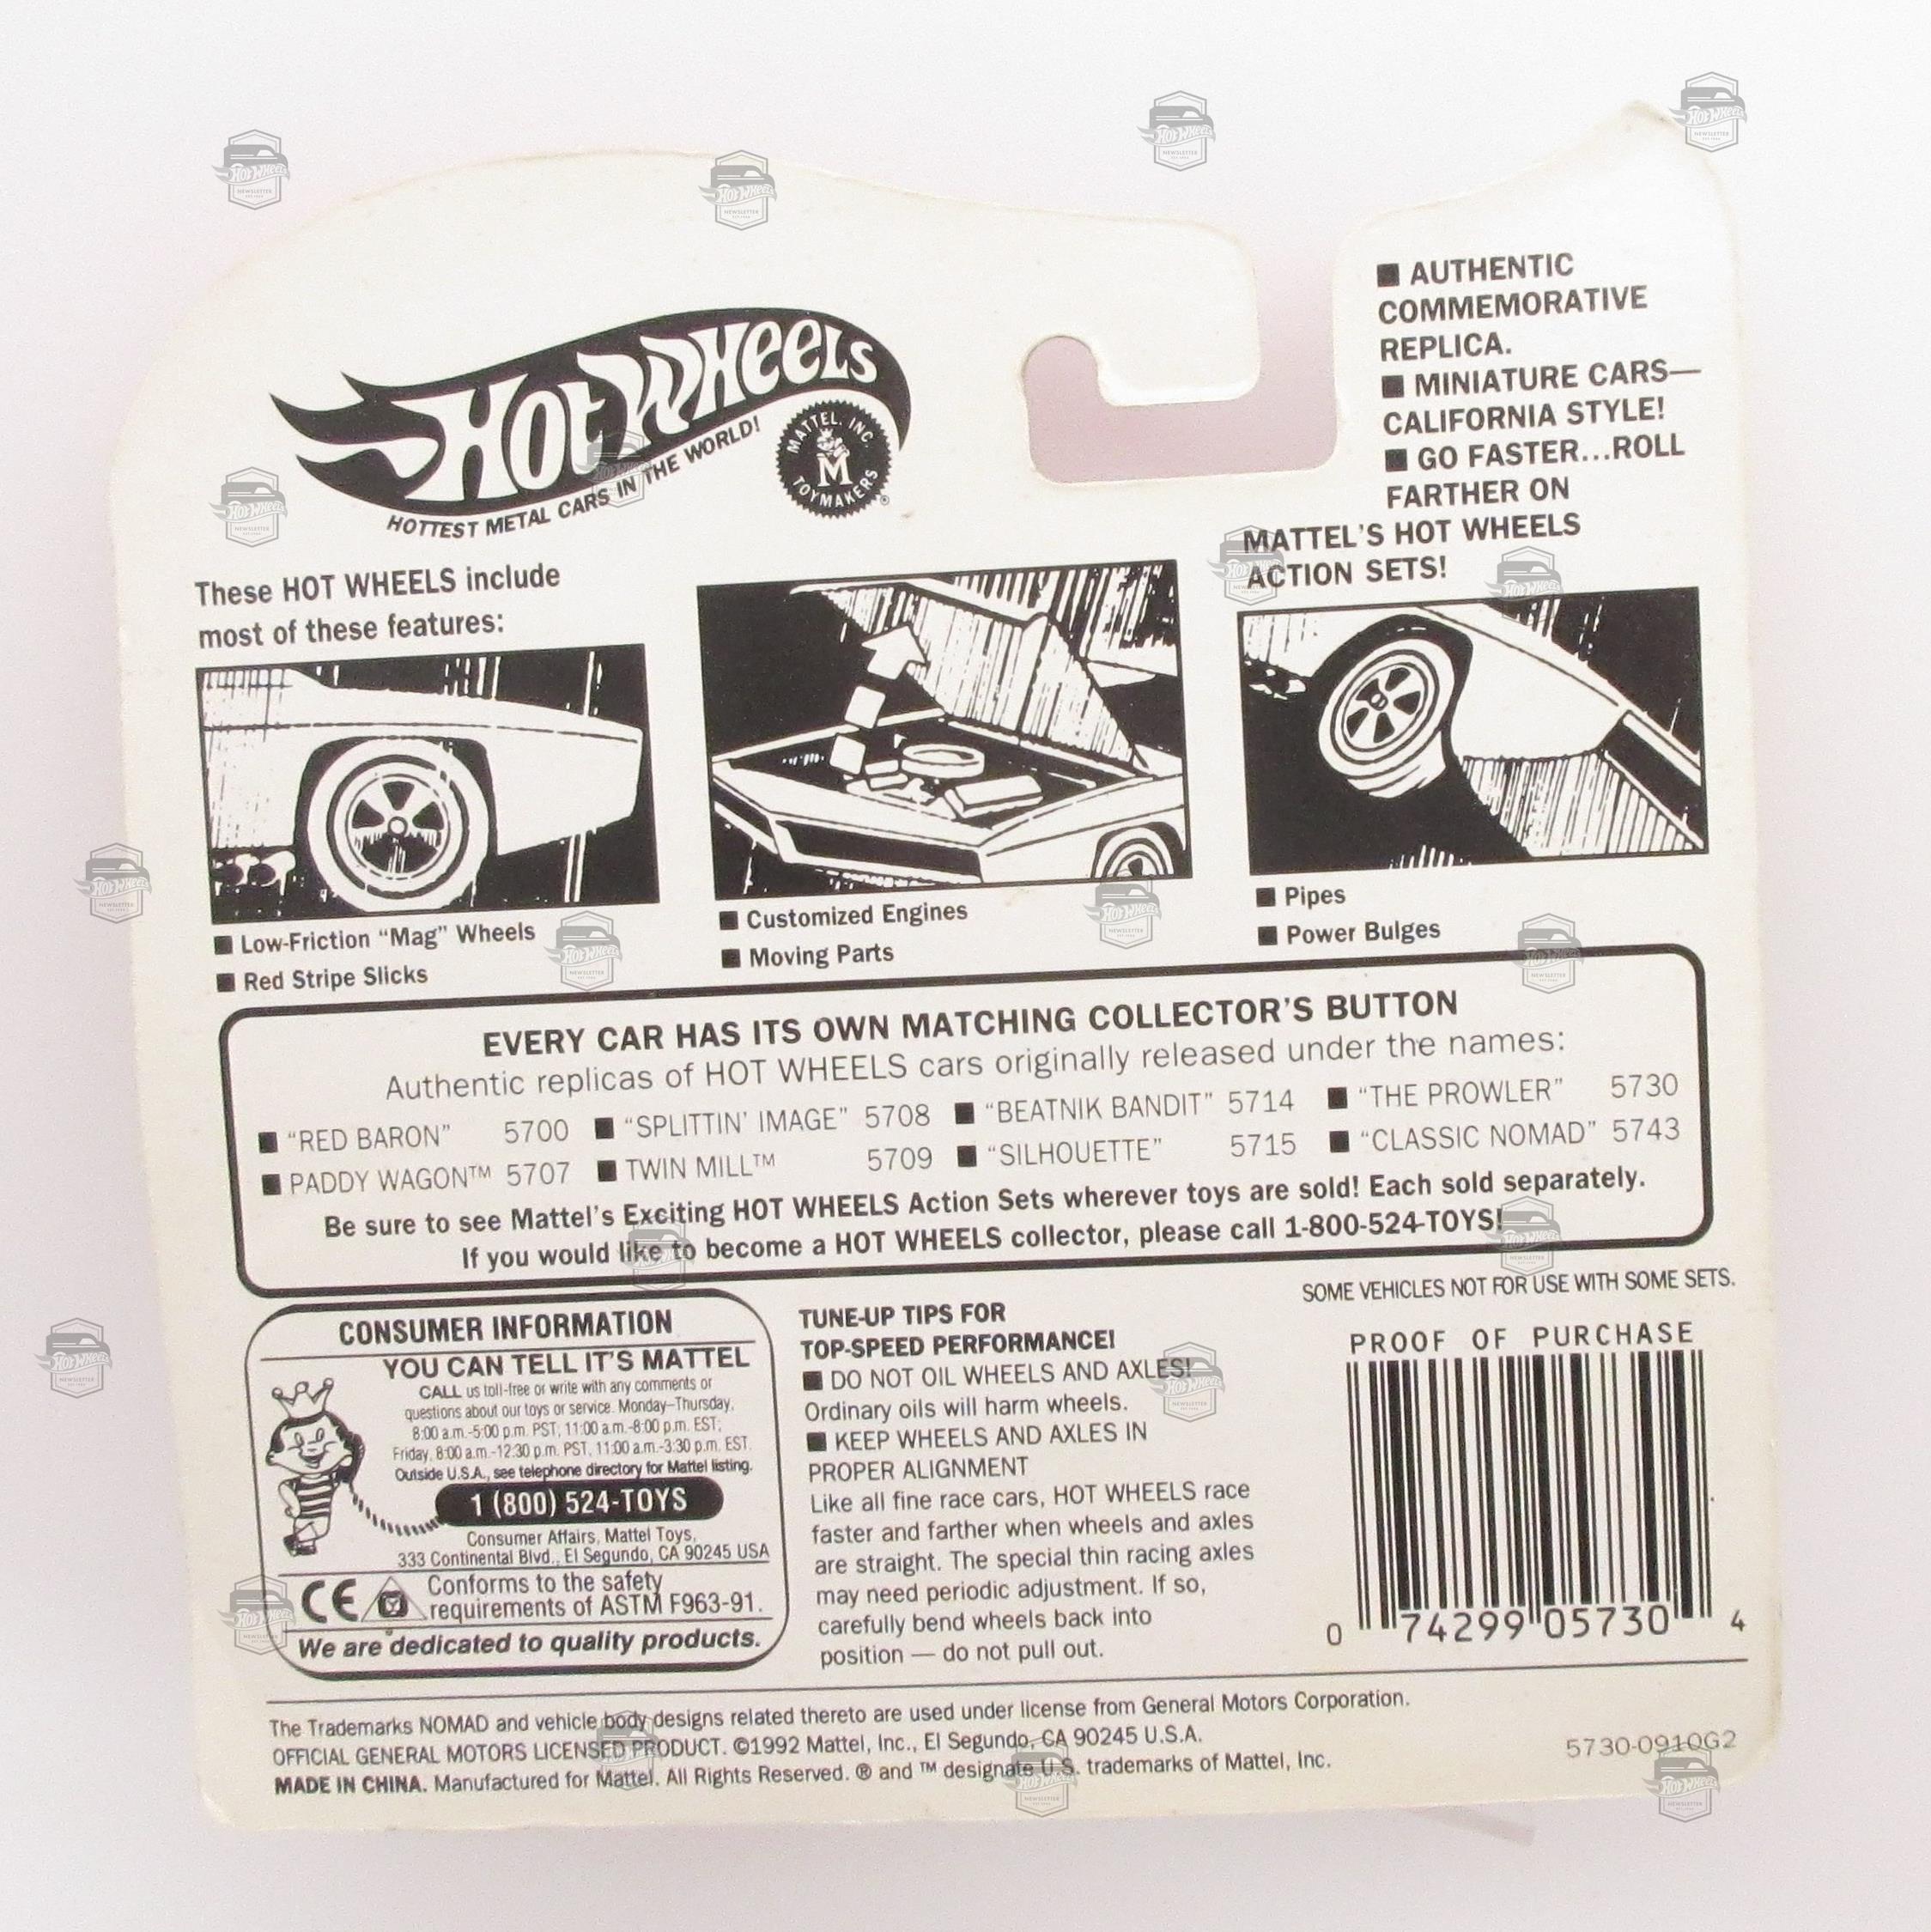 HOT WHEELS
HOTTEST METAL CARS IN THE WORLD!
MATTEL, INC.
M
TOYMAKERS
®
■ AUTHENTIC
COMMEMORATIVE
REPLICA.
■ MINIATURE CARS—
CALIFORNIA STYLE!
■ GO FASTER...ROLL
FARTHER ON
MATTEL'S HOT WHEELS
ACTION SETS!
These HOT WHEELS include
most of these features:
■ Low-Friction "Mag" Wheels
■ Red Stripe Slicks
■ Customized Engines
■ Moving Parts
■ Pipes
■ Power Bulges
EVERY CAR HAS ITS OWN MATCHING COLLECTOR'S BUTTON
Authentic replicas of HOT WHEELS cars originally released under the names:
■ "RED BARON" 5700 ■ "SPLITTIN' IMAGE" 5708 ■ "BEATNIK BANDIT" 5714 ■ "THE PROWLER" 5730
■ PADDY WAGON™ 5707 ■ TWIN MILL™ 5709 ■ "SILHOUETTE" 5715 ■ "CLASSIC NOMAD" 5743
Be sure to see Mattel's Exciting HOT WHEELS Action Sets wherever toys are sold! Each sold separately.
If you would like to become a HOT WHEELS collector, please call 1-800-524-TOYS!
CONSUMER INFORMATION
YOU CAN TELL IT'S MATTEL
CALL us toll-free or write with any comments or
questions about our toys or service. Monday–Thursday,
8:00 a.m.-5:00 p.m. PST, 11:00 a.m.-8:00 p.m. EST;
Friday, 8:00 a.m.-12:30 p.m. PST, 11:00 a.m.-3:30 p.m. EST.
Outside U.S.A., see telephone directory for Mattel listing.
1 (800) 524-TOYS
Consumer Affairs, Mattel Toys,
333 Continental Blvd., El Segundo, CA 90245 USA
CE
Conforms to the safety
requirements of ASTM F963-91.
We are dedicated to quality products.
TUNE-UP TIPS FOR
TOP-SPEED PERFORMANCE!
■ DO NOT OIL WHEELS AND AXLES!
Ordinary oils will harm wheels.
■ KEEP WHEELS AND AXLES IN
PROPER ALIGNMENT
Like all fine race cars, HOT WHEELS race
faster and farther when wheels and axles
are straight. The special thin racing axles
may need periodic adjustment. If so,
carefully bend wheels back into
position — do not pull out.
SOME VEHICLES NOT FOR USE WITH SOME SETS.
PROOF OF PURCHASE
0 74299 05730 4
The Trademarks NOMAD and vehicle body designs related thereto are used under license from General Motors Corporation.
OFFICIAL GENERAL MOTORS LICENSED PRODUCT. ©1992 Mattel, Inc., El Segundo, CA 90245 U.S.A.
MADE IN CHINA. Manufactured for Mattel. All Rights Reserved. ® and ™ designate U.S. trademarks of Mattel, Inc.
5730-0910G2
HOT WHEELS
NEWSLETTER